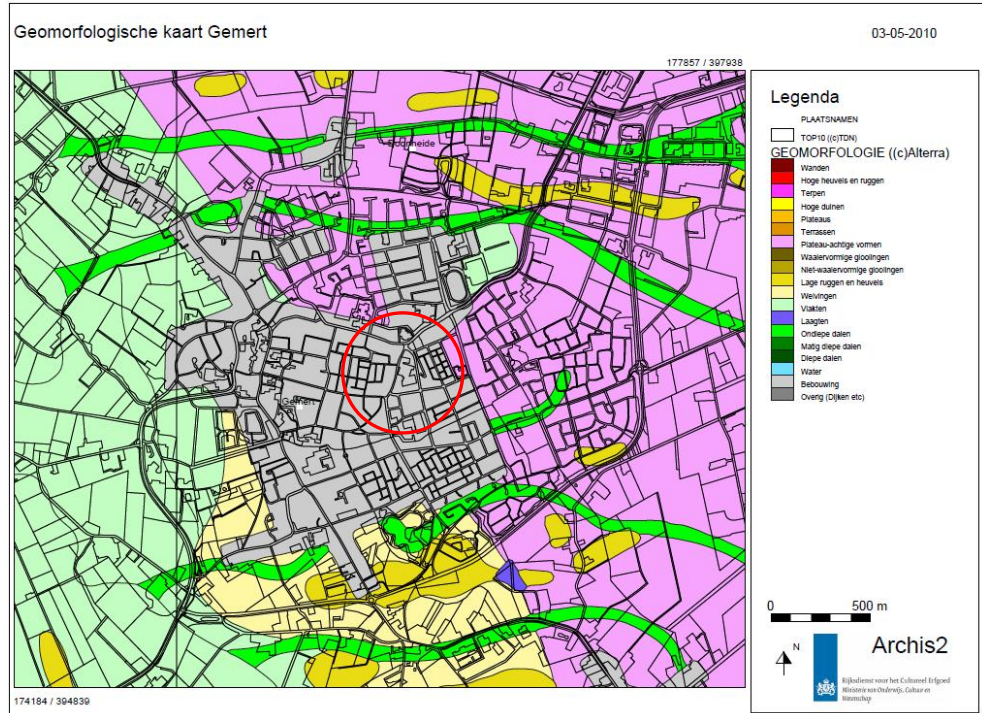 Geomorfologische kaart Gemert
03-05-2010
177857 / 397938
Gemert
174184 / 394839
Legenda
PLAATSNAMEN
TOP10 ((c)TDN)
GEOMORFOLOGIE ((c)Alterra)
Wanden
Hoge heuvels en ruggen
Terpen
Hoge duinen
Plateaus
Terrassen
Plateau-achtige vormen
Waaiervormige glooiingen
Niet-waaiervormige glooiingen
Lage ruggen en heuvels
Welvingen
Vlakten
Laagten
Ondiepe dalen
Matig diepe dalen
Diepe dalen
Water
Bebouwing
Overig (Dijken etc)
0 500 m
N
Archis2
Rijksdienst voor het Cultureel Erfgoed
Ministerie van Onderwijs, Cultuur en
Wetenschap